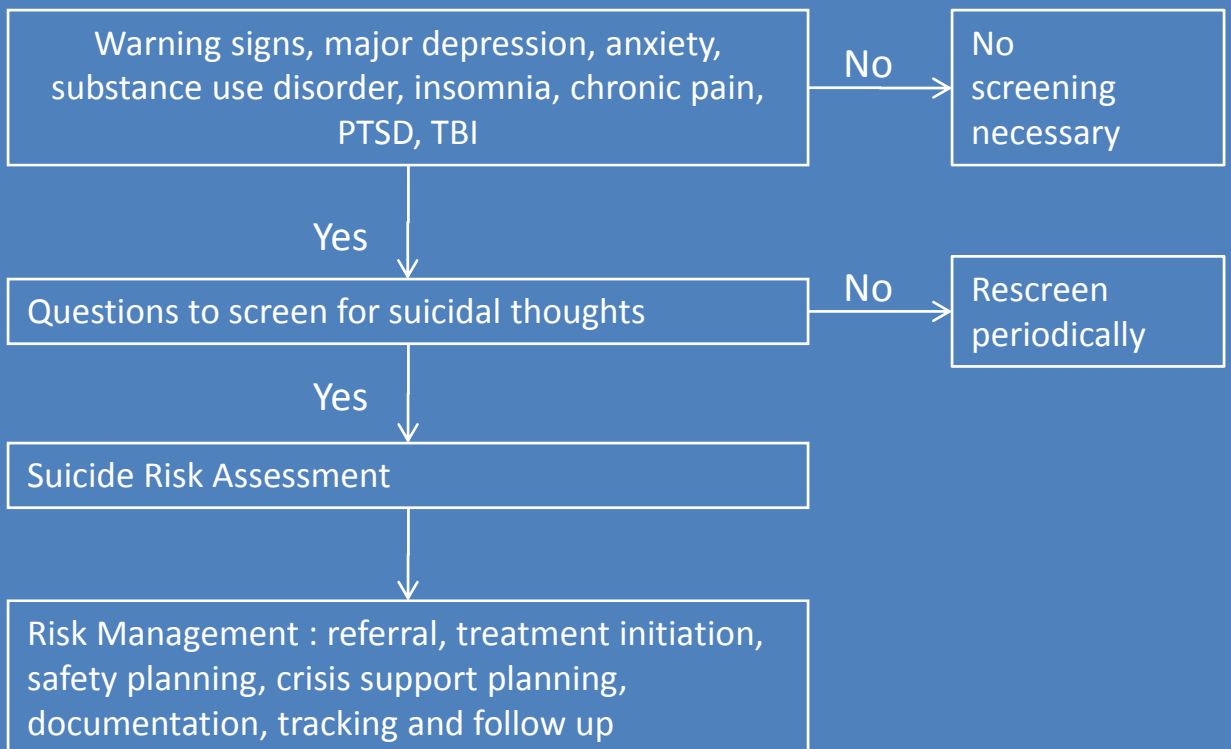 Warning signs, major depression, anxiety,
substance use disorder, insomnia, chronic pain,
PTSD, TBI
No
No
screening
necessary
Yes
Questions to screen for suicidal thoughts
No
Rescreen
periodically
Yes
Suicide Risk Assessment
Risk Management : referral, treatment initiation,
safety planning, crisis support planning,
documentation, tracking and follow up